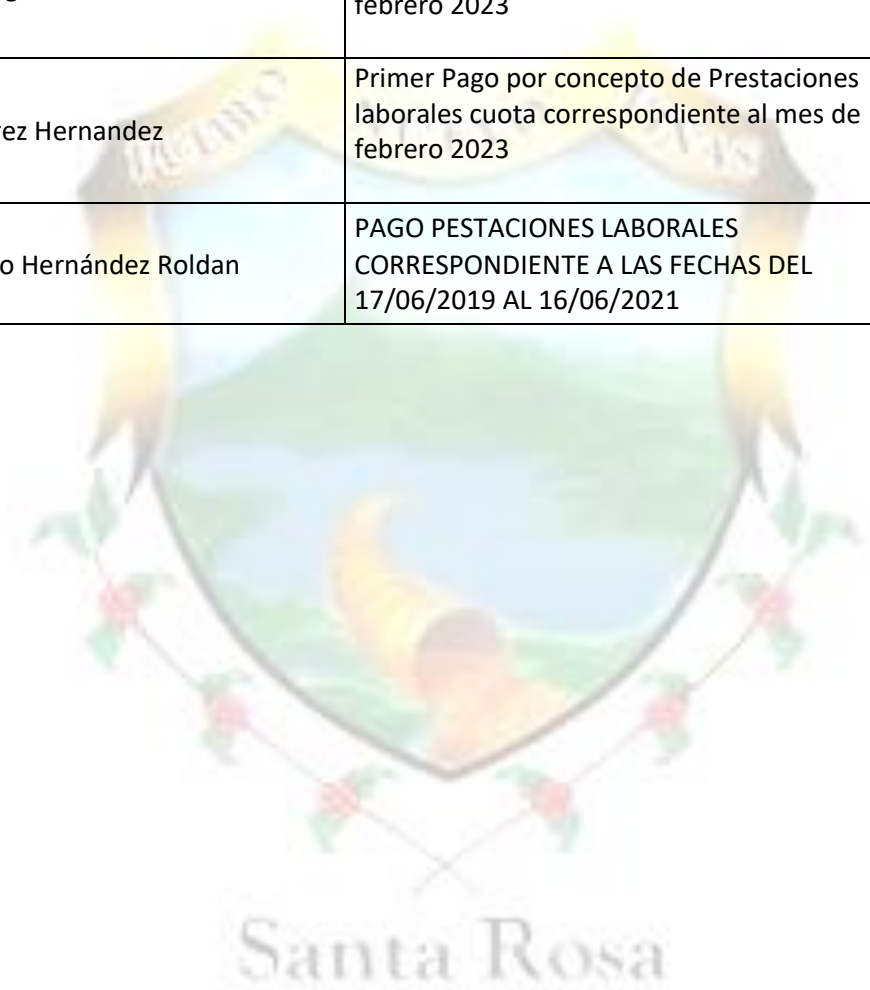 febrero 2023
rez Hernandez
Primer Pago por concepto de Prestaciones
laborales cuota correspondiente al mes de
febrero 2023
o Hernández Roldan
PAGO PESTACIONES LABORALES
CORRESPONDIENTE A LAS FECHAS DEL
17/06/2019 AL 16/06/2021
Santa Rosa